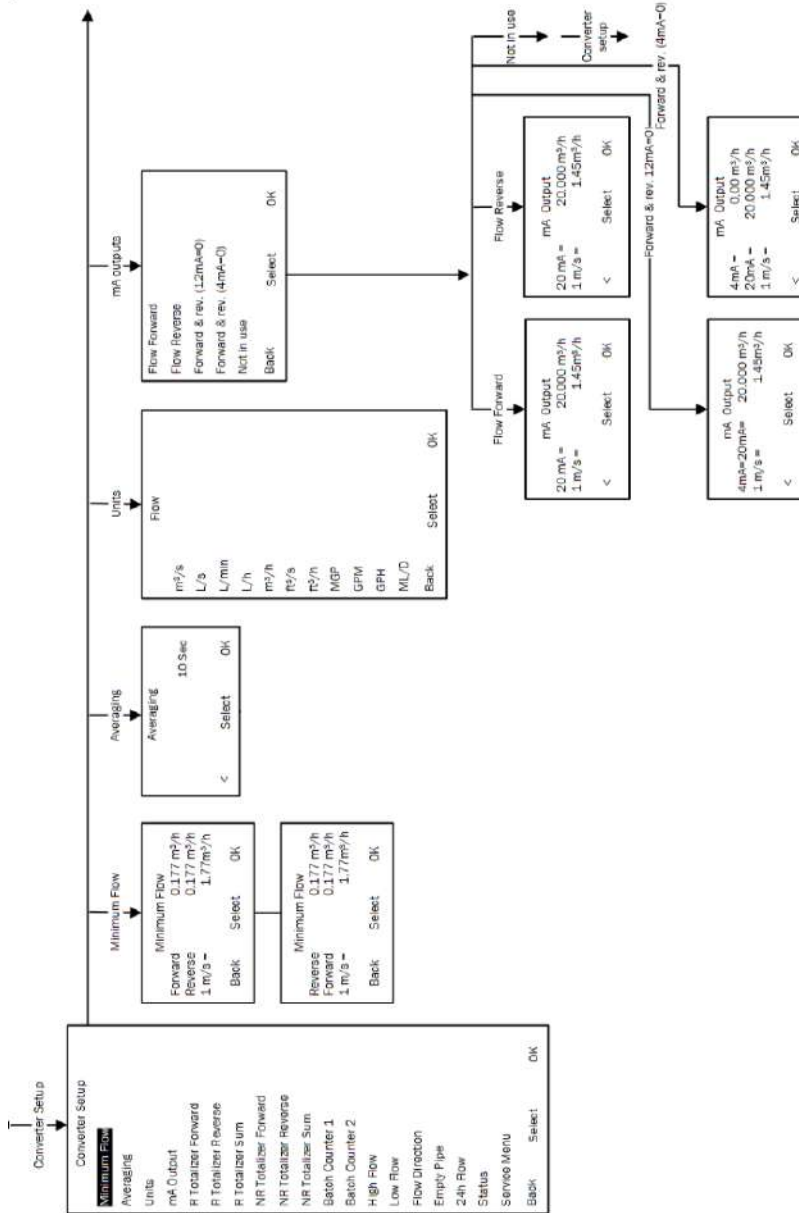 Converter Setup
Converter Setup
Minimum Flow
Averaging
Units
mA Output
R Totalizer Forward
R Totalizer Reverse
R Totalizer Sum
NR Totalizer Forward
NR Totalizer Reverse
NR Totalizer Sum
Batch Counter 1
Batch Counter 2
High Flow
Low Flow
Flow Direction
Empty Pipe
24h Flow
Status
Service Menu
Back Select OK
Minimum Flow
Minimum Flow
Forward 0.177 m³/h
Reverse 0.177 m³/h
1 m/s = 1.77m³/h
Back Select OK
Minimum Flow
Reverse 0.177 m³/h
Forward 0.177 m³/h
1 m/s = 1.77m³/h
Back Select OK
Averaging
Averaging
10 Sec
< Select OK
Units
Flow
m³/s
L/s
L/min
L/h
m³/h
ft³/s
ft³/h
MGP
GPM
GPH
ML/D
Back Select OK
mA outputs
Flow Forward
Flow Reverse
Forward & rev. (12mA=0)
Forward & rev. (4mA=0)
Not in use
Back Select OK
Flow Forward
mA Output
20 mA = 20.000 m³/h
1 m/s = 1.45m³/h
< Select OK
Flow Reverse
mA Output
20 mA = 20.000 m³/h
1 m/s = 1.45m³/h
< Select OK
Not in use
Converter
setup
Forward & rev. 12mA=0)
Forward & rev. (4mA=0)
mA Output
4mA=20mA= 20.000 m³/h
1 m/s = 1.45m³/h
< Select OK
mA Output
4mA = 0.00 m³/h
20mA = 20.000 m³/h
1 m/s = 1.45m³/h
< Select OK